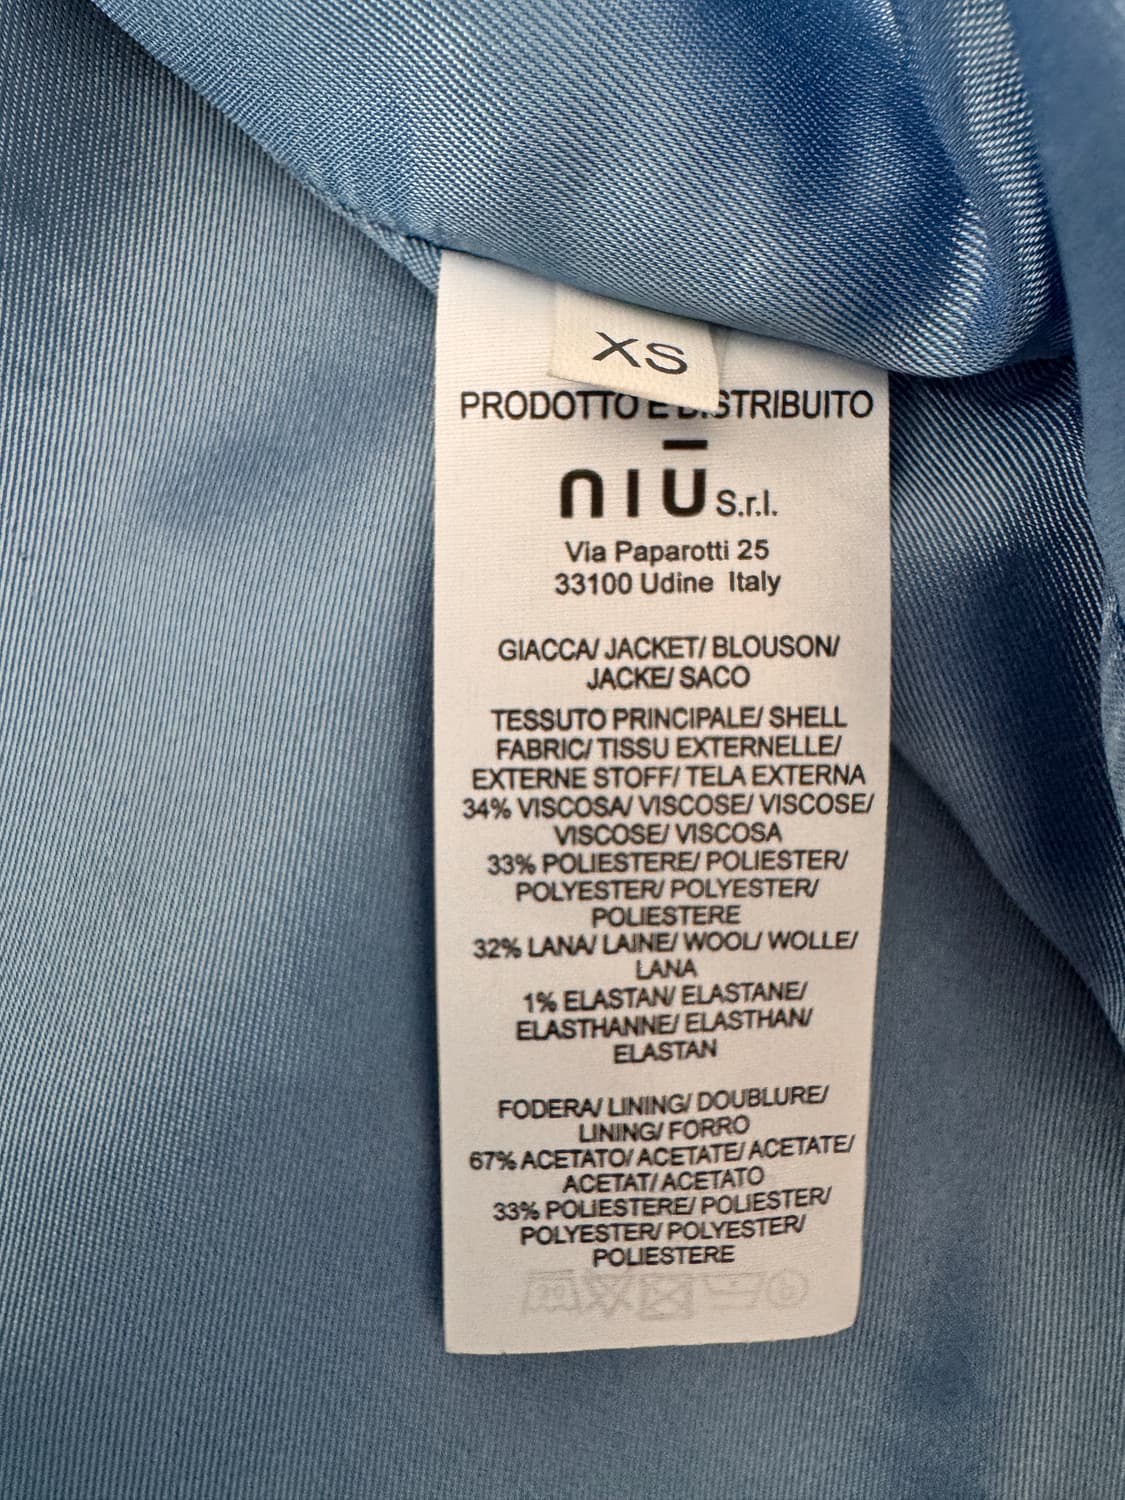 XS
PRODOTTO E DISTRIBUITO
nıū S.r.l.
Via Paparotti 25
33100 Udine Italy
GIACCA/ JACKET/ BLOUSON/
JACKE/ SACO
TESSUTO PRINCIPALE/ SHELL
FABRIC/ TISSU EXTERNELLE/
EXTERNE STOFF/ TELA EXTERNA
34% VISCOSA/ VISCOSE/ VISCOSE/
VISCOSE/ VISCOSA
33% POLIESTERE/ POLIESTER/
POLYESTER/ POLYESTER/
POLIESTERE
32% LANA/ LAINE/ WOOL/ WOLLE/
LANA
1% ELASTAN/ ELASTANE/
ELASTHANNE/ ELASTHAN/
ELASTAN
FODERA/ LINING/ DOUBLURE/
LINING/ FORRO
67% ACETATO/ ACETATE/ ACETATE/
ACETAT/ ACETATO
33% POLIESTERE/ POLIESTER/
POLYESTER/ POLYESTER/
POLIESTERE